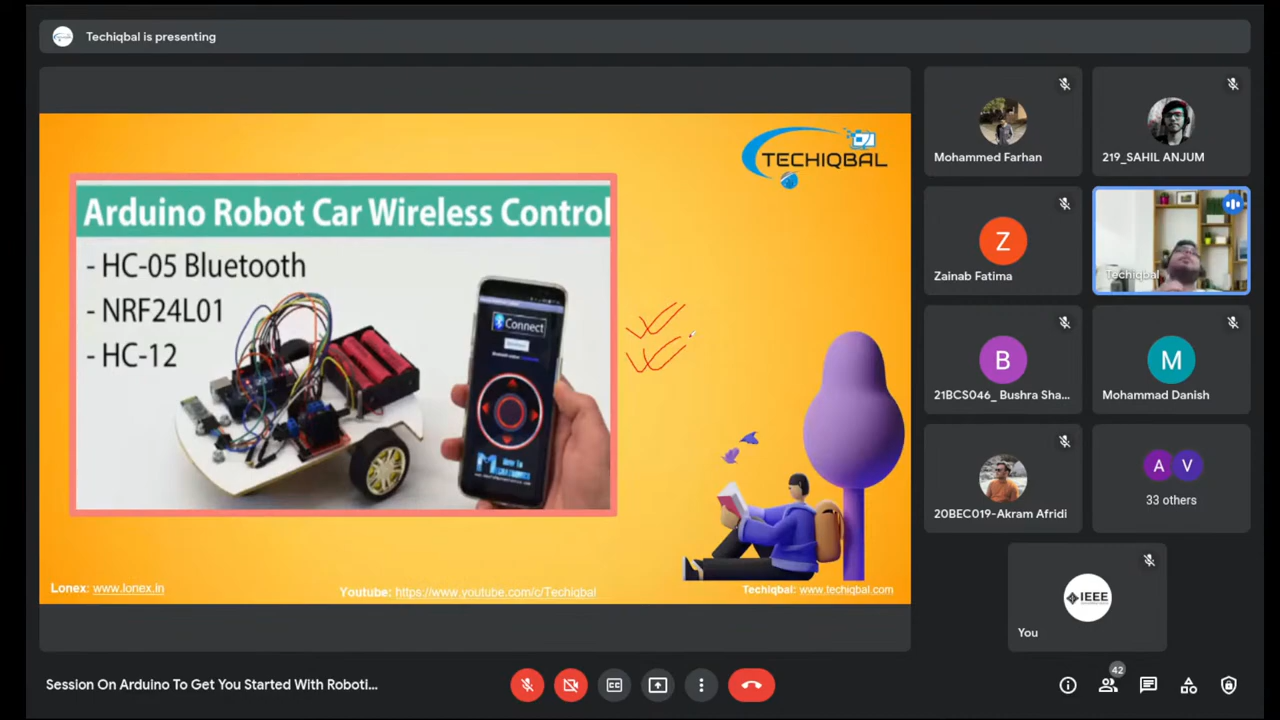 Techiqbal is presenting
TECHIQBAL
Arduino Robot Car Wireless Control
- HC-05 Bluetooth
- NRF24L01
- HC-12
Connect
Lonex: www.lonex.in
Youtube: https://www.youtube.com/c/Techiqbal
Techiqbal: www.techiqbal.com
Mohammed Farhan
219_SAHIL ANJUM
Z
Zainab Fatima
Techiqbal
B
21BCS046_ Bushra Sha...
M
Mohammad Danish
20BEC019-Akram Afridi
A V
33 others
IEEE
You
Session On Arduino To Get You Started With Roboti...
CC
42